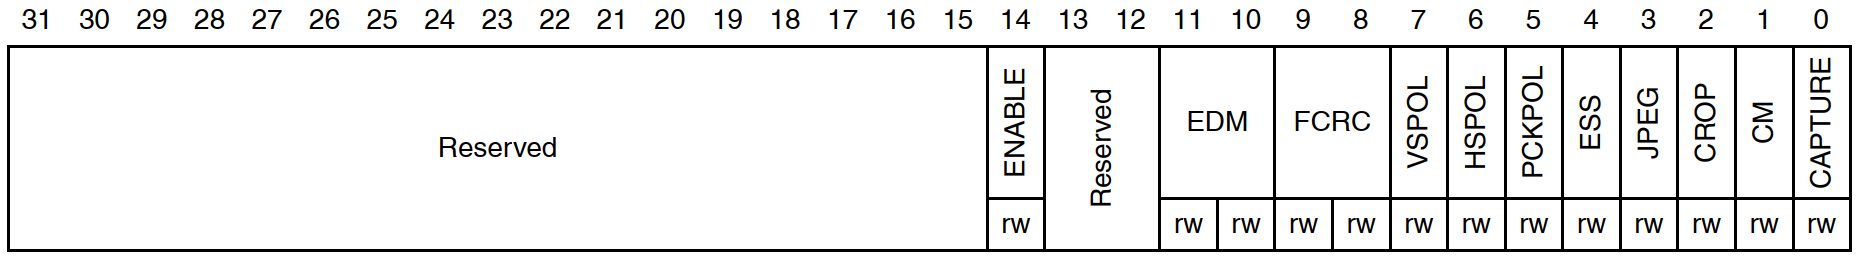 31 30 29 28 27 26 25 24 23 22 21 20 19 18 17 16 15 14 13 12 11 10 9 8 7 6 5 4 3 2 1 0
Reserved ENABLE Reserved EDM FCRC VSPOL HSPOL PCKPOL ESS JPEG CROP CM CAPTURE
rw rw rw rw rw rw rw rw rw rw rw rw rw